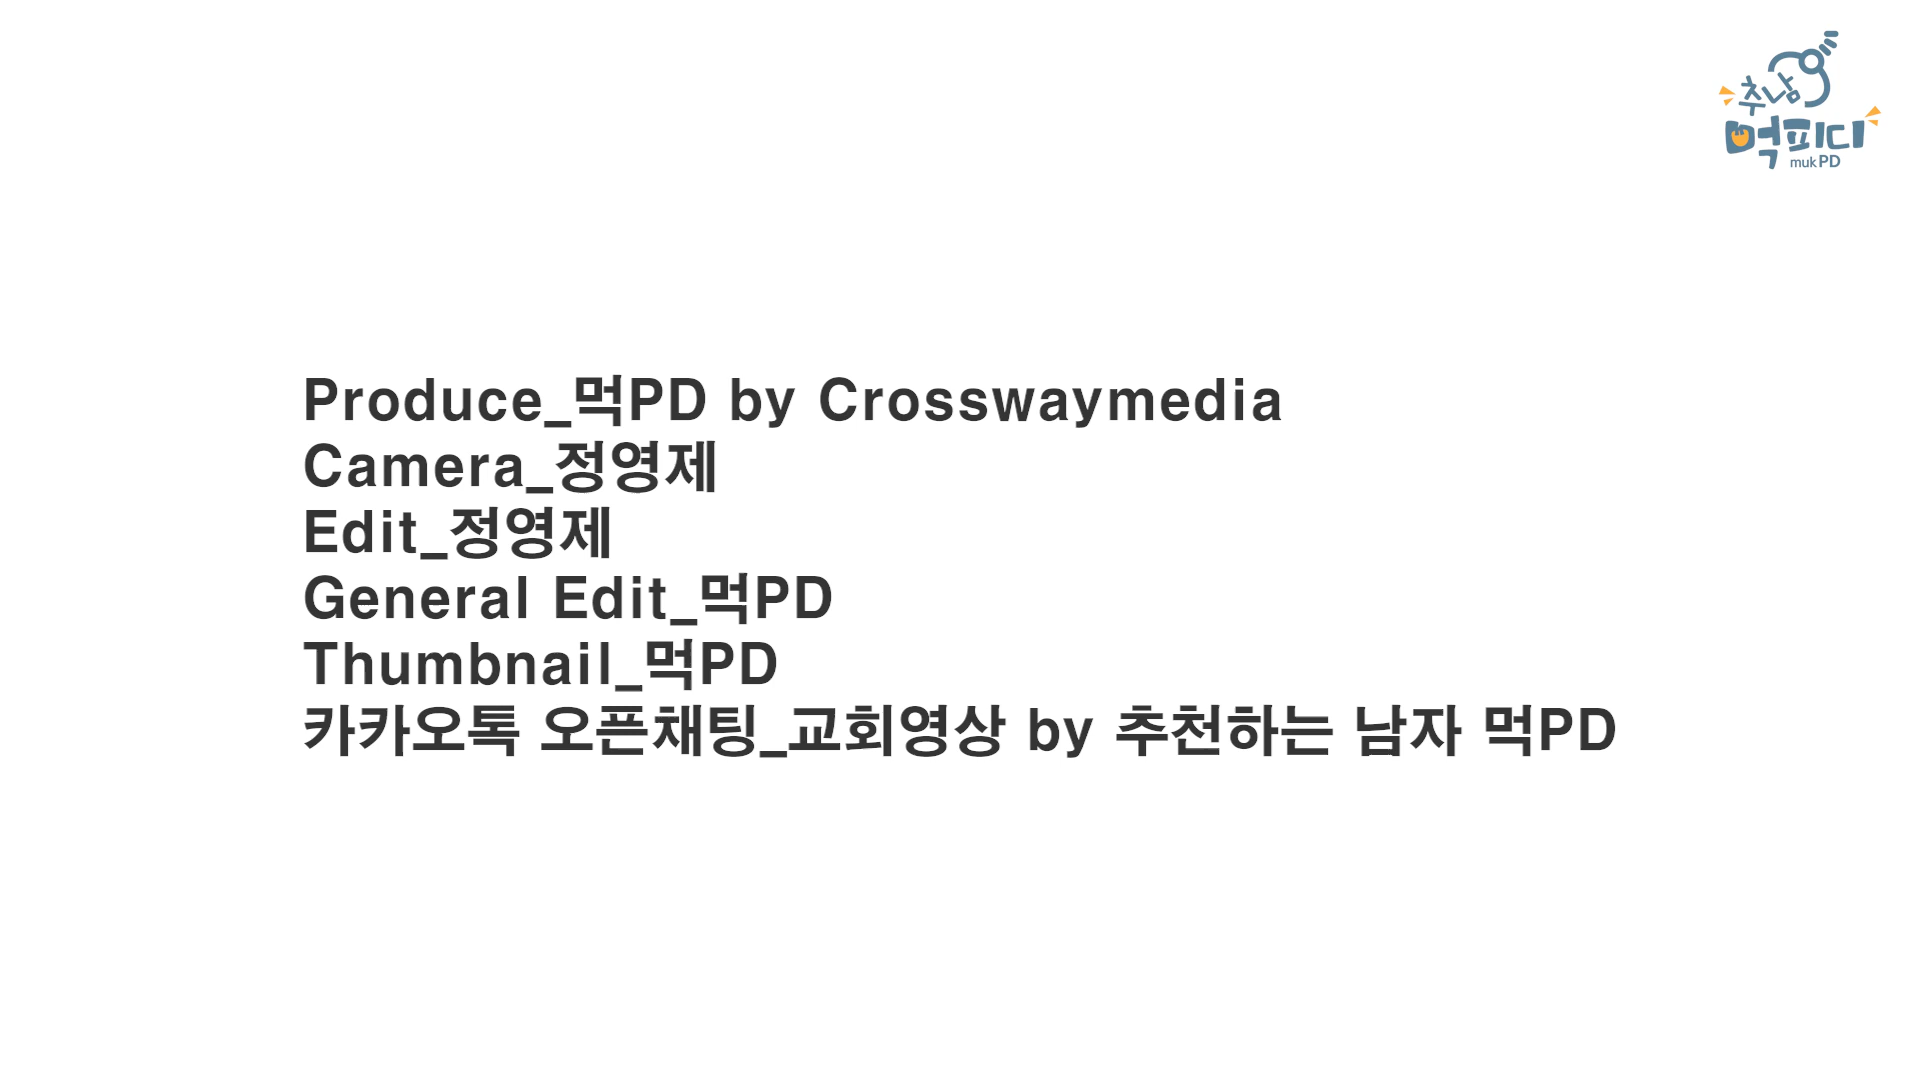 추남
먹피디
muk PD
Produce_먹PD by Crosswaymedia
Camera_정영제
Edit_정영제
General Edit_먹PD
Thumbnail_먹PD
카카오톡 오픈채팅_교회영상 by 추천하는 남자 먹PD